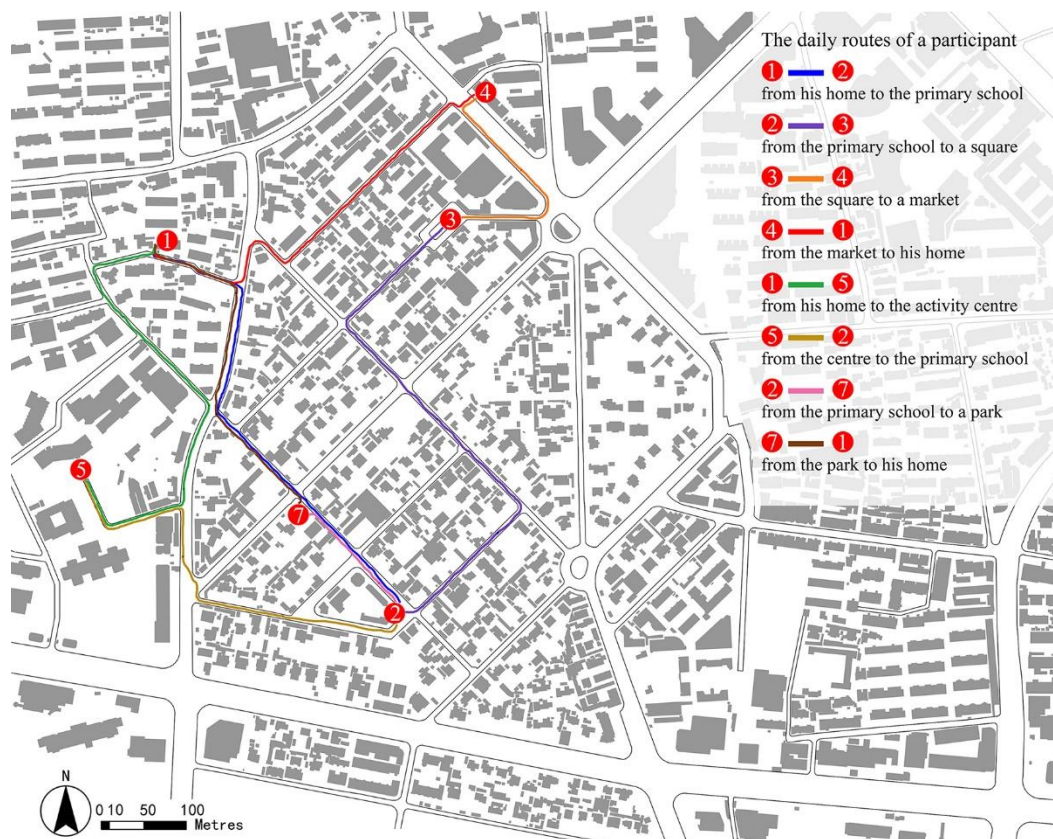 The daily routes of a participant
1 2
from his home to the primary school
2 3
from the primary school to a square
3 4
from the square to a market
4 1
from the market to his home
1 5
from his home to the activity centre
5 2
from the centre to the primary school
2 7
from the primary school to a park
7 1
from the park to his home
4
3
1
5
7
2
N
0 10 50 100
Metres